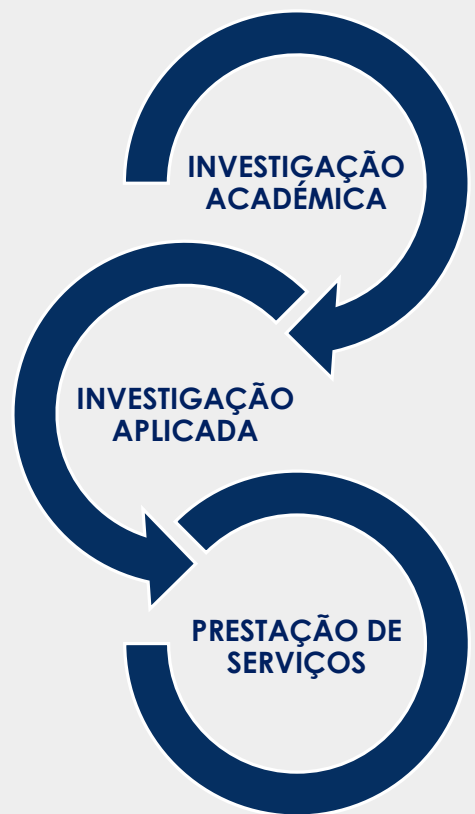 INVESTIGAÇÃO
ACADÉMICA
INVESTIGAÇÃO
APLICADA
PRESTAÇÃO DE
SERVIÇOS